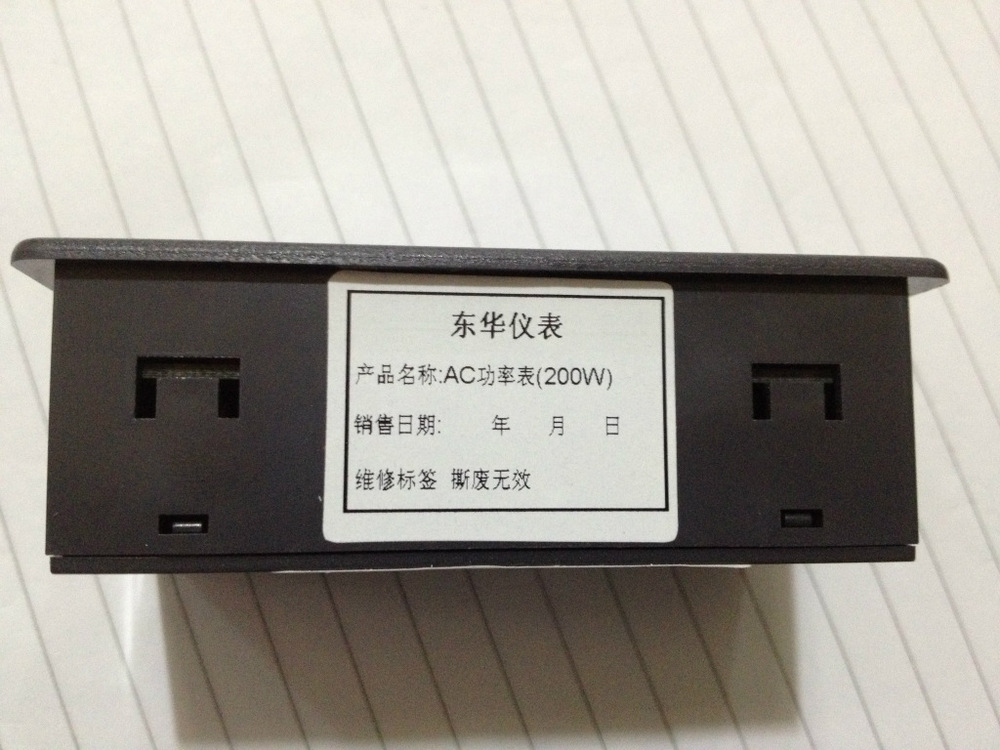 东华仪表
产品名称:AC功率表(200W)
销售日期: 年 月 日
维修标签 撕废无效